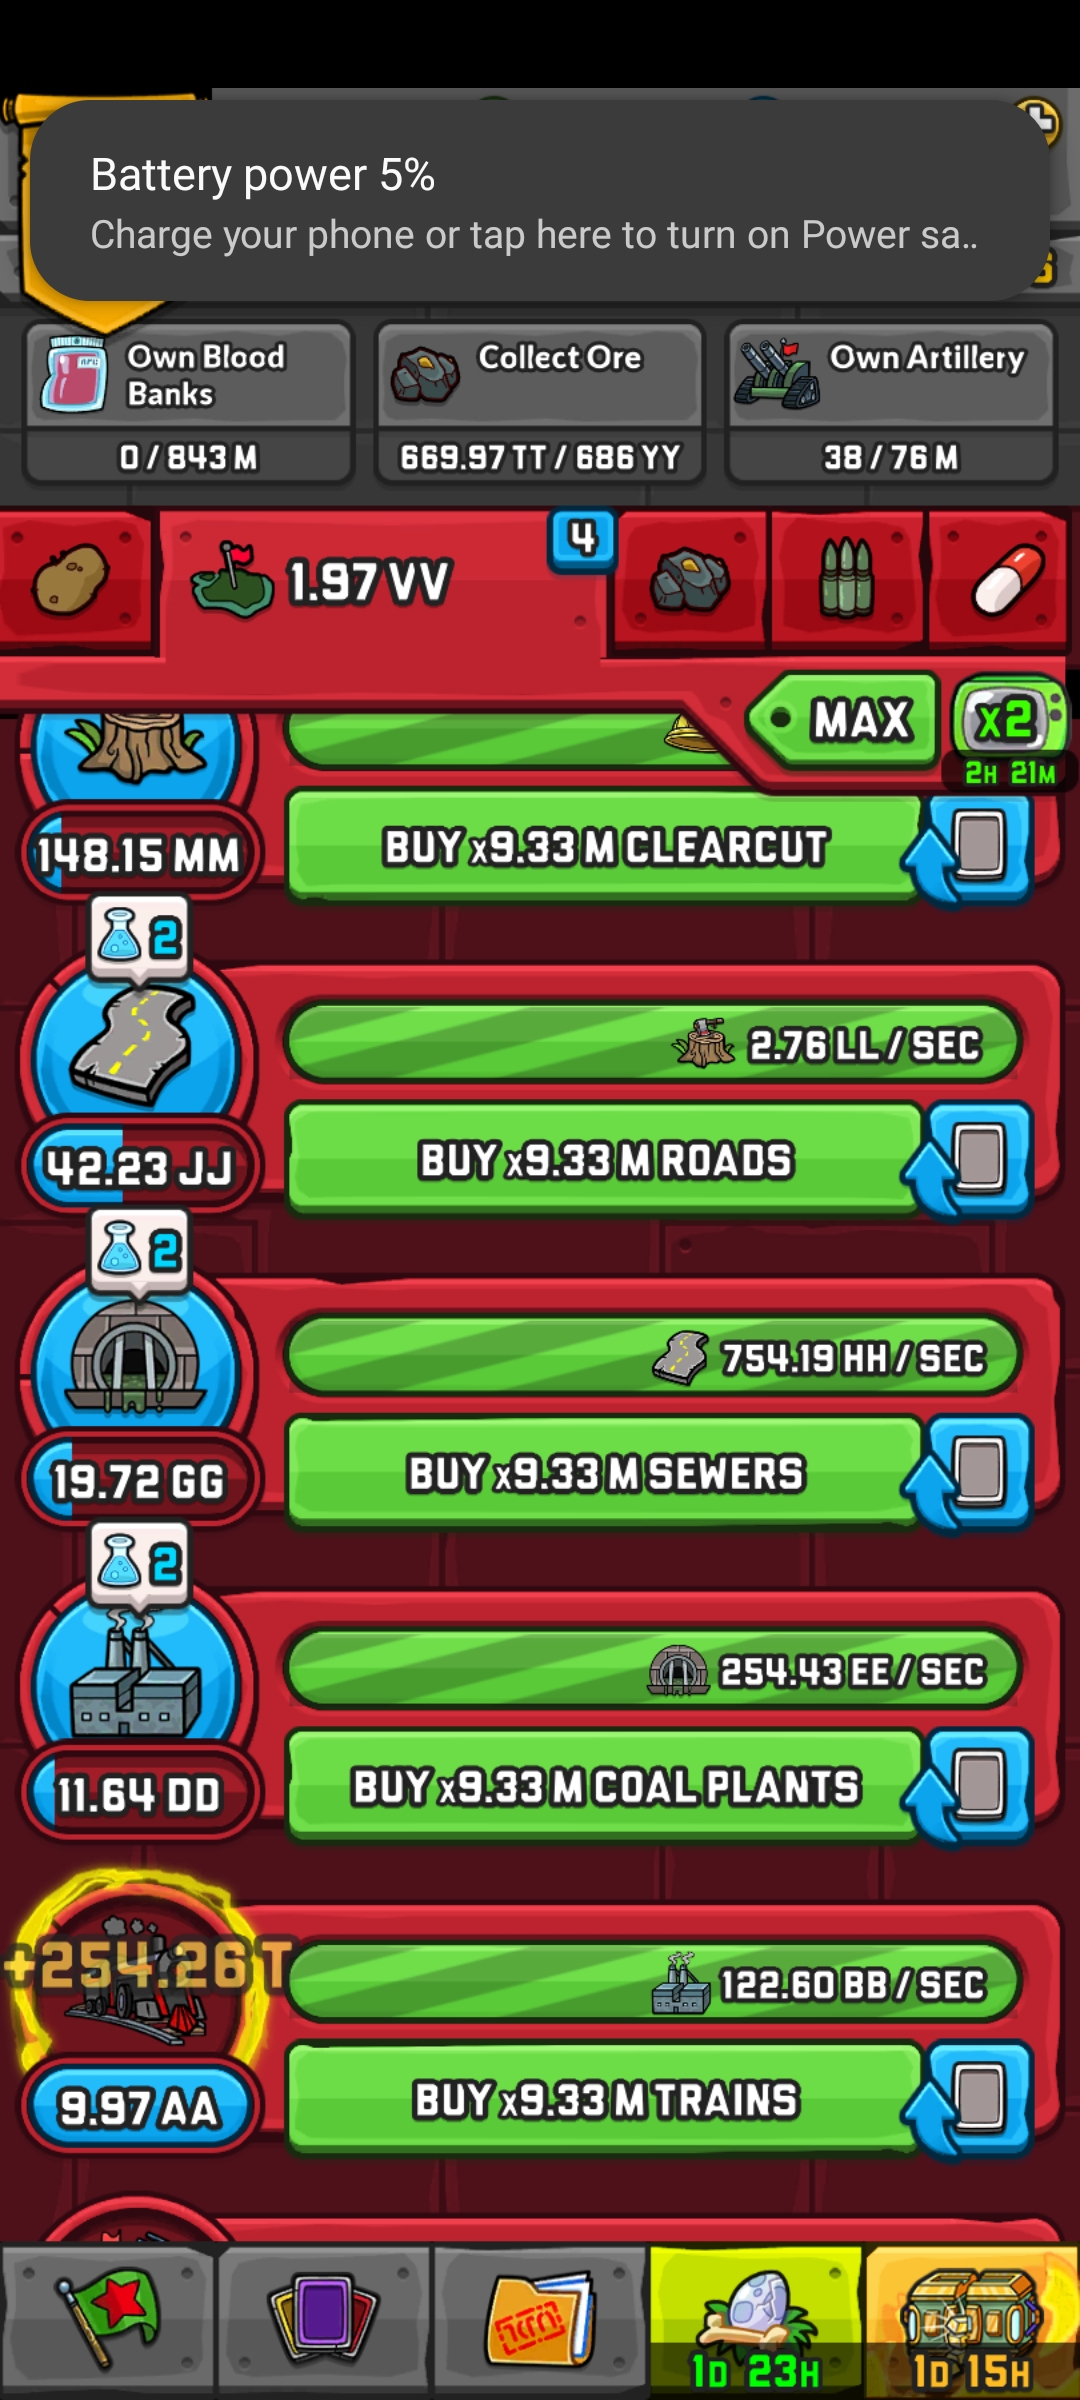 Battery power 5%
Charge your phone or tap here to turn on Power sa..
Own Blood
Banks
0 / 843 M
Collect Ore
669.97 TT / 686 YY
Own Artillery
38 / 76 M
1.97 VV
4
MAX
x2
2H 21M
148.15 MM
BUY x9.33 M CLEARCUT
2
2.76 LL / SEC
42.23 JJ
BUY x9.33 M ROADS
2
754.19 HH / SEC
19.72 GG
BUY x9.33 M SEWERS
2
254.43 EE / SEC
11.64 DD
BUY x9.33 M COAL PLANTS
+254.26 T
122.60 BB / SEC
9.97 AA
BUY x9.33 M TRAINS
1D 23H
1D 15H